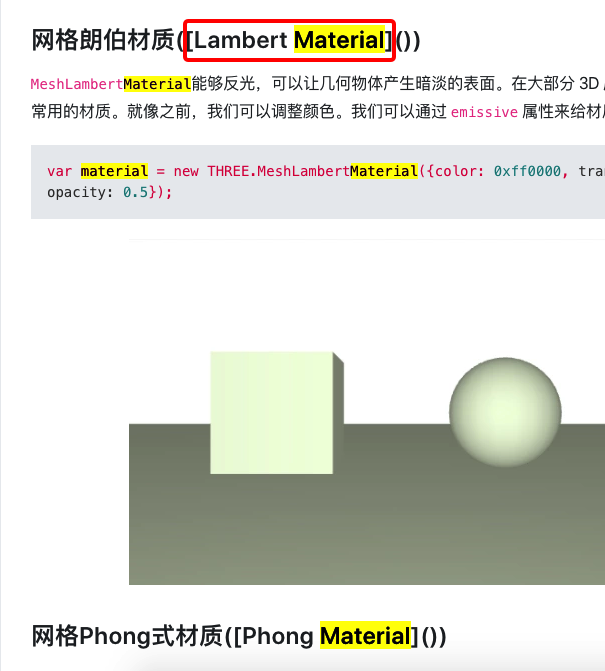 网格朗伯材质([Lambert Material]())
MeshLambertMaterial能够反光，可以让几何物体产生暗淡的表面。在大部分 3D
常用的材质。就像之前，我们可以调整颜色。我们可以通过 emissive 属性来给材
var material = new THREE.MeshLambertMaterial({color: 0xff0000, tran
opacity: 0.5});
网格Phong式材质([Phong Material]())